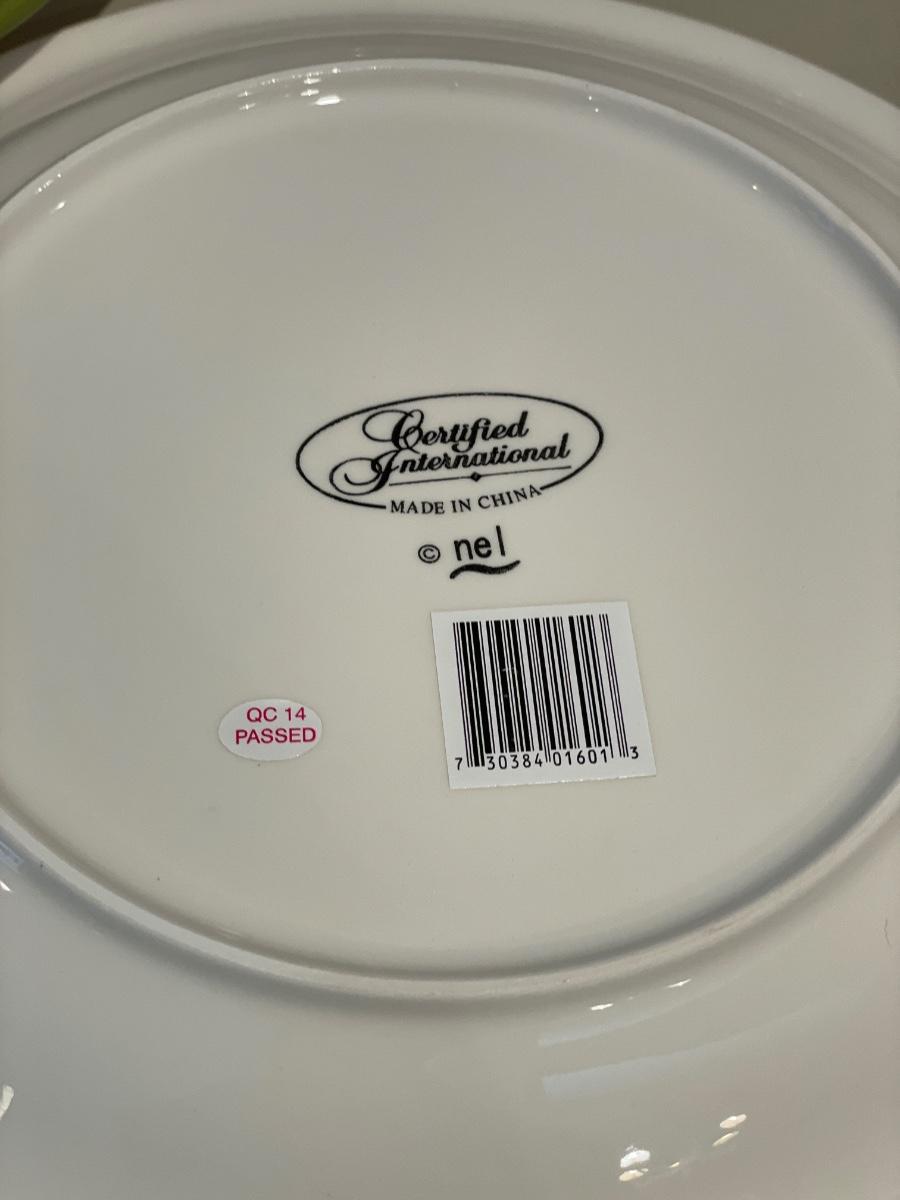 Certified
International
MADE IN CHINA
© nel
QC 14
PASSED
7 30384 01601 3